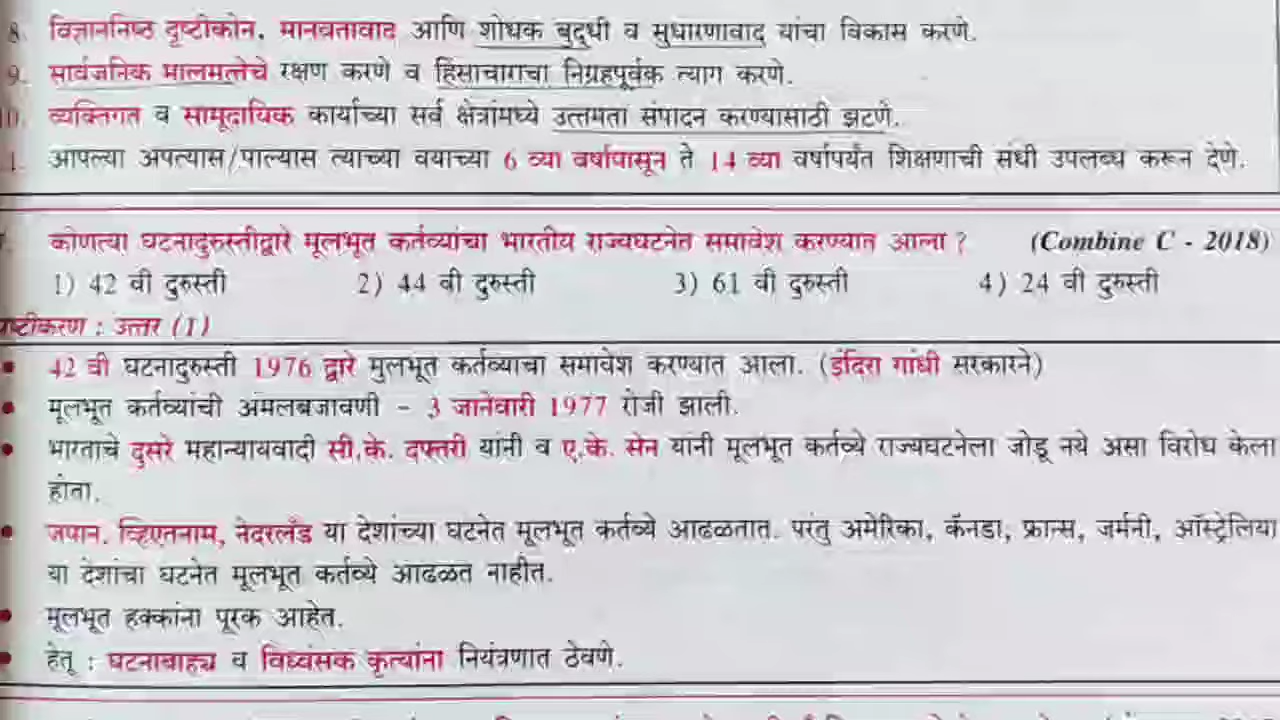 8. विज्ञाननिष्ठ दृष्टीकोन, मानवतावाद आणि शोधक बुद्धी व सुधारणावाद यांचा विकास करणे.
9. सार्वजनिक मालमत्तेचे रक्षण करणे व हिंसाचाराचा निग्रहपूर्वक त्याग करणे.
10. व्यक्तिगत व सामूदायिक कार्याच्या सर्व क्षेत्रांमध्ये उत्तमता संपादन करण्यासाठी झटणे.
1. आपल्या अपत्यास/पाल्यास त्याच्या वयाच्या 6 व्या वर्षापासून ते 14 व्या वर्षापर्यंत शिक्षणाची संधी उपलब्ध करून देणे.
कोणत्या घटनादुरुस्तीद्वारे मूलभूत कर्तव्यांचा भारतीय राज्यघटनेत समावेश करण्यात आला ? (Combine C - 2018)
1) 42 वी दुरुस्ती 2) 44 वी दुरुस्ती 3) 61 वी दुरुस्ती 4) 24 वी दुरुस्ती
ष्टीकरण : उत्तर (1)
• 42 वी घटनादुरुस्ती 1976 द्वारे मुलभूत कर्तव्याचा समावेश करण्यात आला. (इंदिरा गांधी सरकारने)
• मूलभूत कर्तव्यांची अंमलबजावणी - 3 जानेवारी 1977 रोजी झाली.
• भारताचे दुसरे महान्यायवादी सी.के. दफ्तरी यांनी व ए.के. सेन यांनी मूलभूत कर्तव्ये राज्यघटनेला जोडू नये असा विरोध केला
होता.
• जपान, व्हिएतनाम, नेदरलँड या देशांच्या घटनेत मूलभूत कर्तव्ये आढळतात. परंतु अमेरिका, कॅनडा, फ्रान्स, जर्मनी, ऑस्ट्रेलिया
या देशांचा घटनेत मूलभूत कर्तव्ये आढळत नाहीत.
• मूलभूत हक्कांना पूरक आहेत.
• हेतू : घटनाबाह्य व विघ्वंसक कृत्यांना नियंत्रणात ठेवणे.